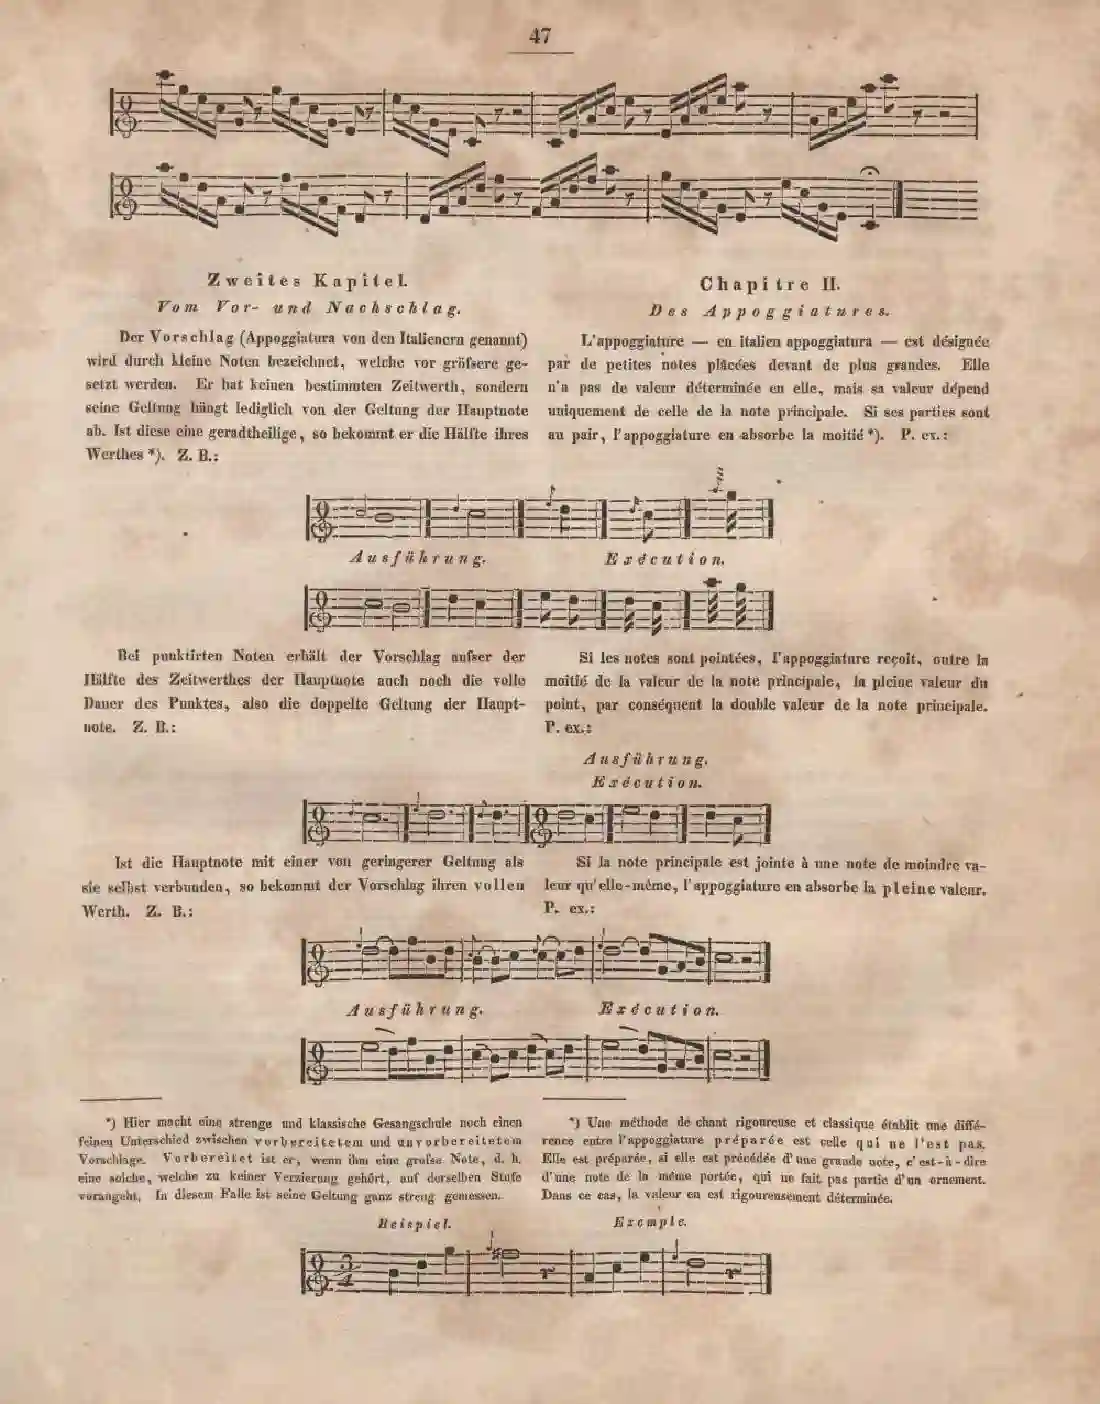 47
Zweites Kapitel.
Vom Vor- und Nachschlag.
Der Vorschlag (Appoggiatura von den Italienern genannt)
wird durch kleine Noten bezeichnet, welche vor größere ge-
setzt werden. Er hat keinen bestimmten Zeitwerth, sondern
seine Geltung hängt lediglich von der Geltung der Hauptnote
ab. Ist diese eine geradtheilige, so bekommt er die Hälfte ihres
Werthes *). Z. B.:
Chapitre II.
Des Appoggiatures.
L'appoggiature — en italien appoggiatura — est désignée
par de petites notes placées devant de plus grandes. Elle
n'a pas de valeur déterminée en elle, mais sa valeur dépend
uniquement de celle de la note principale. Si ses parties sont
au pair, l'appoggiature en absorbe la moitié *). P. ex.:
Ausführung. Exécution.
Bei punktirten Noten erhält der Vorschlag aufser der
Hälfte des Zeitwerthes der Hauptnote auch noch die volle
Dauer des Punktes, also die doppelte Geltung der Haupt-
note. Z. B.:
Si les notes sont pointées, l'appoggiature reçoit, outre la
moitié de la valeur de la note principale, la pleine valeur du
point, par conséquent la double valeur de la note principale.
P. ex.:
Ausführung.
Exécution.
Ist die Hauptnote mit einer von geringerer Geltung als
sie selbst verbunden, so bekommt der Vorschlag ihren vollen
Werth. Z. B.:
Si la note principale est jointe à une note de moindre va-
leur qu'elle-même, l'appoggiature en absorbe la pleine valeur.
P. ex.:
Ausführung. Exécution.
*) Hier macht eine strenge und klassische Gesangschule noch einen
feinen Unterschied zwischen vorbereitetem und unvorbereitetem
Vorschlage. Vorbereitet ist er, wenn ihm eine grofse Note, d. h.
eine solche, welche zu keiner Verzierung gehört, auf derselben Stufe
vorangeht. In diesem Falle ist seine Geltung ganz streng gemessen.
*) Une méthode de chant rigoureuse et classique établit une diffé-
rence entre l'appoggiature préparée est celle qui ne l'est pas.
Elle est préparée, si elle est précédée d'une grande note, c'est-à-dire
d'une note de la même portée, qui ne fait pas partie d'un ornement.
Dans ce cas, la valeur en est rigoureusement déterminée.
Beispiel. Exemple.
3/4